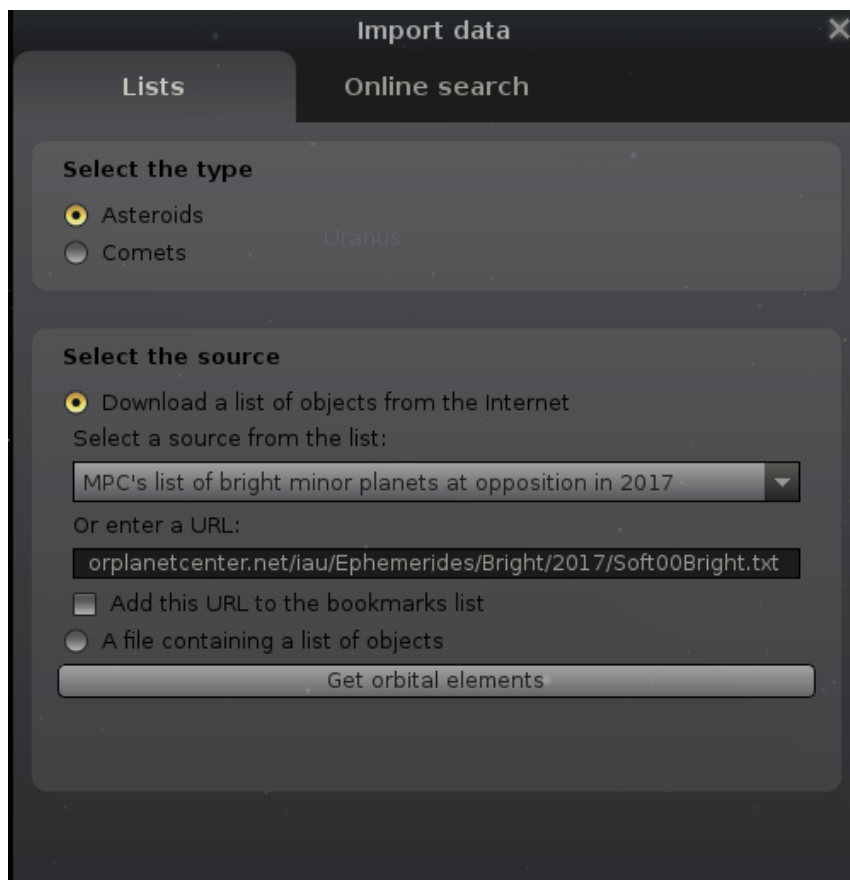 Import data
Lists
Online search
Select the type
Asteroids
Uranus
Comets
Select the source
Download a list of objects from the Internet
Select a source from the list:
MPC's list of bright minor planets at opposition in 2017
Or enter a URL:
orplanetcenter.net/iau/Ephemerides/Bright/2017/Soft00Bright.txt
Add this URL to the bookmarks list
A file containing a list of objects
Get orbital elements